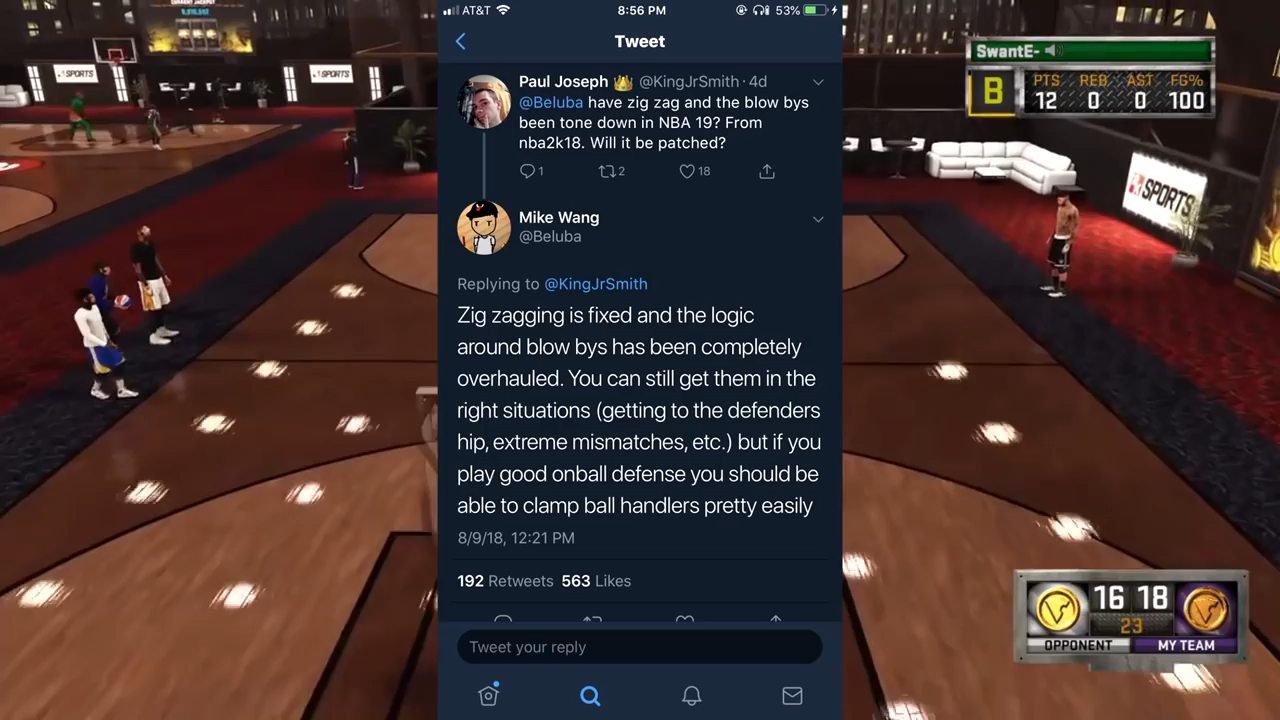 AT&T
8:56 PM
53%
Tweet
Paul Joseph 👑 @KingJrSmith · 4d
@Beluba have zig zag and the blow bys
been tone down in NBA 19? From
nba2k18. Will it be patched?
1
2
18
Mike Wang
@Beluba
Replying to @KingJrSmith
Zig zagging is fixed and the logic
around blow bys has been completely
overhauled. You can still get them in the
right situations (getting to the defenders
hip, extreme mismatches, etc.) but if you
play good onball defense you should be
able to clamp ball handlers pretty easily
8/9/18, 12:21 PM
192 Retweets 563 Likes
Tweet your reply
SPORTS
SPORTS
SPORTS
SwantE-
B
PTS REB AST FG%
12 0 0 100
16 18
23
OPPONENT MY TEAM